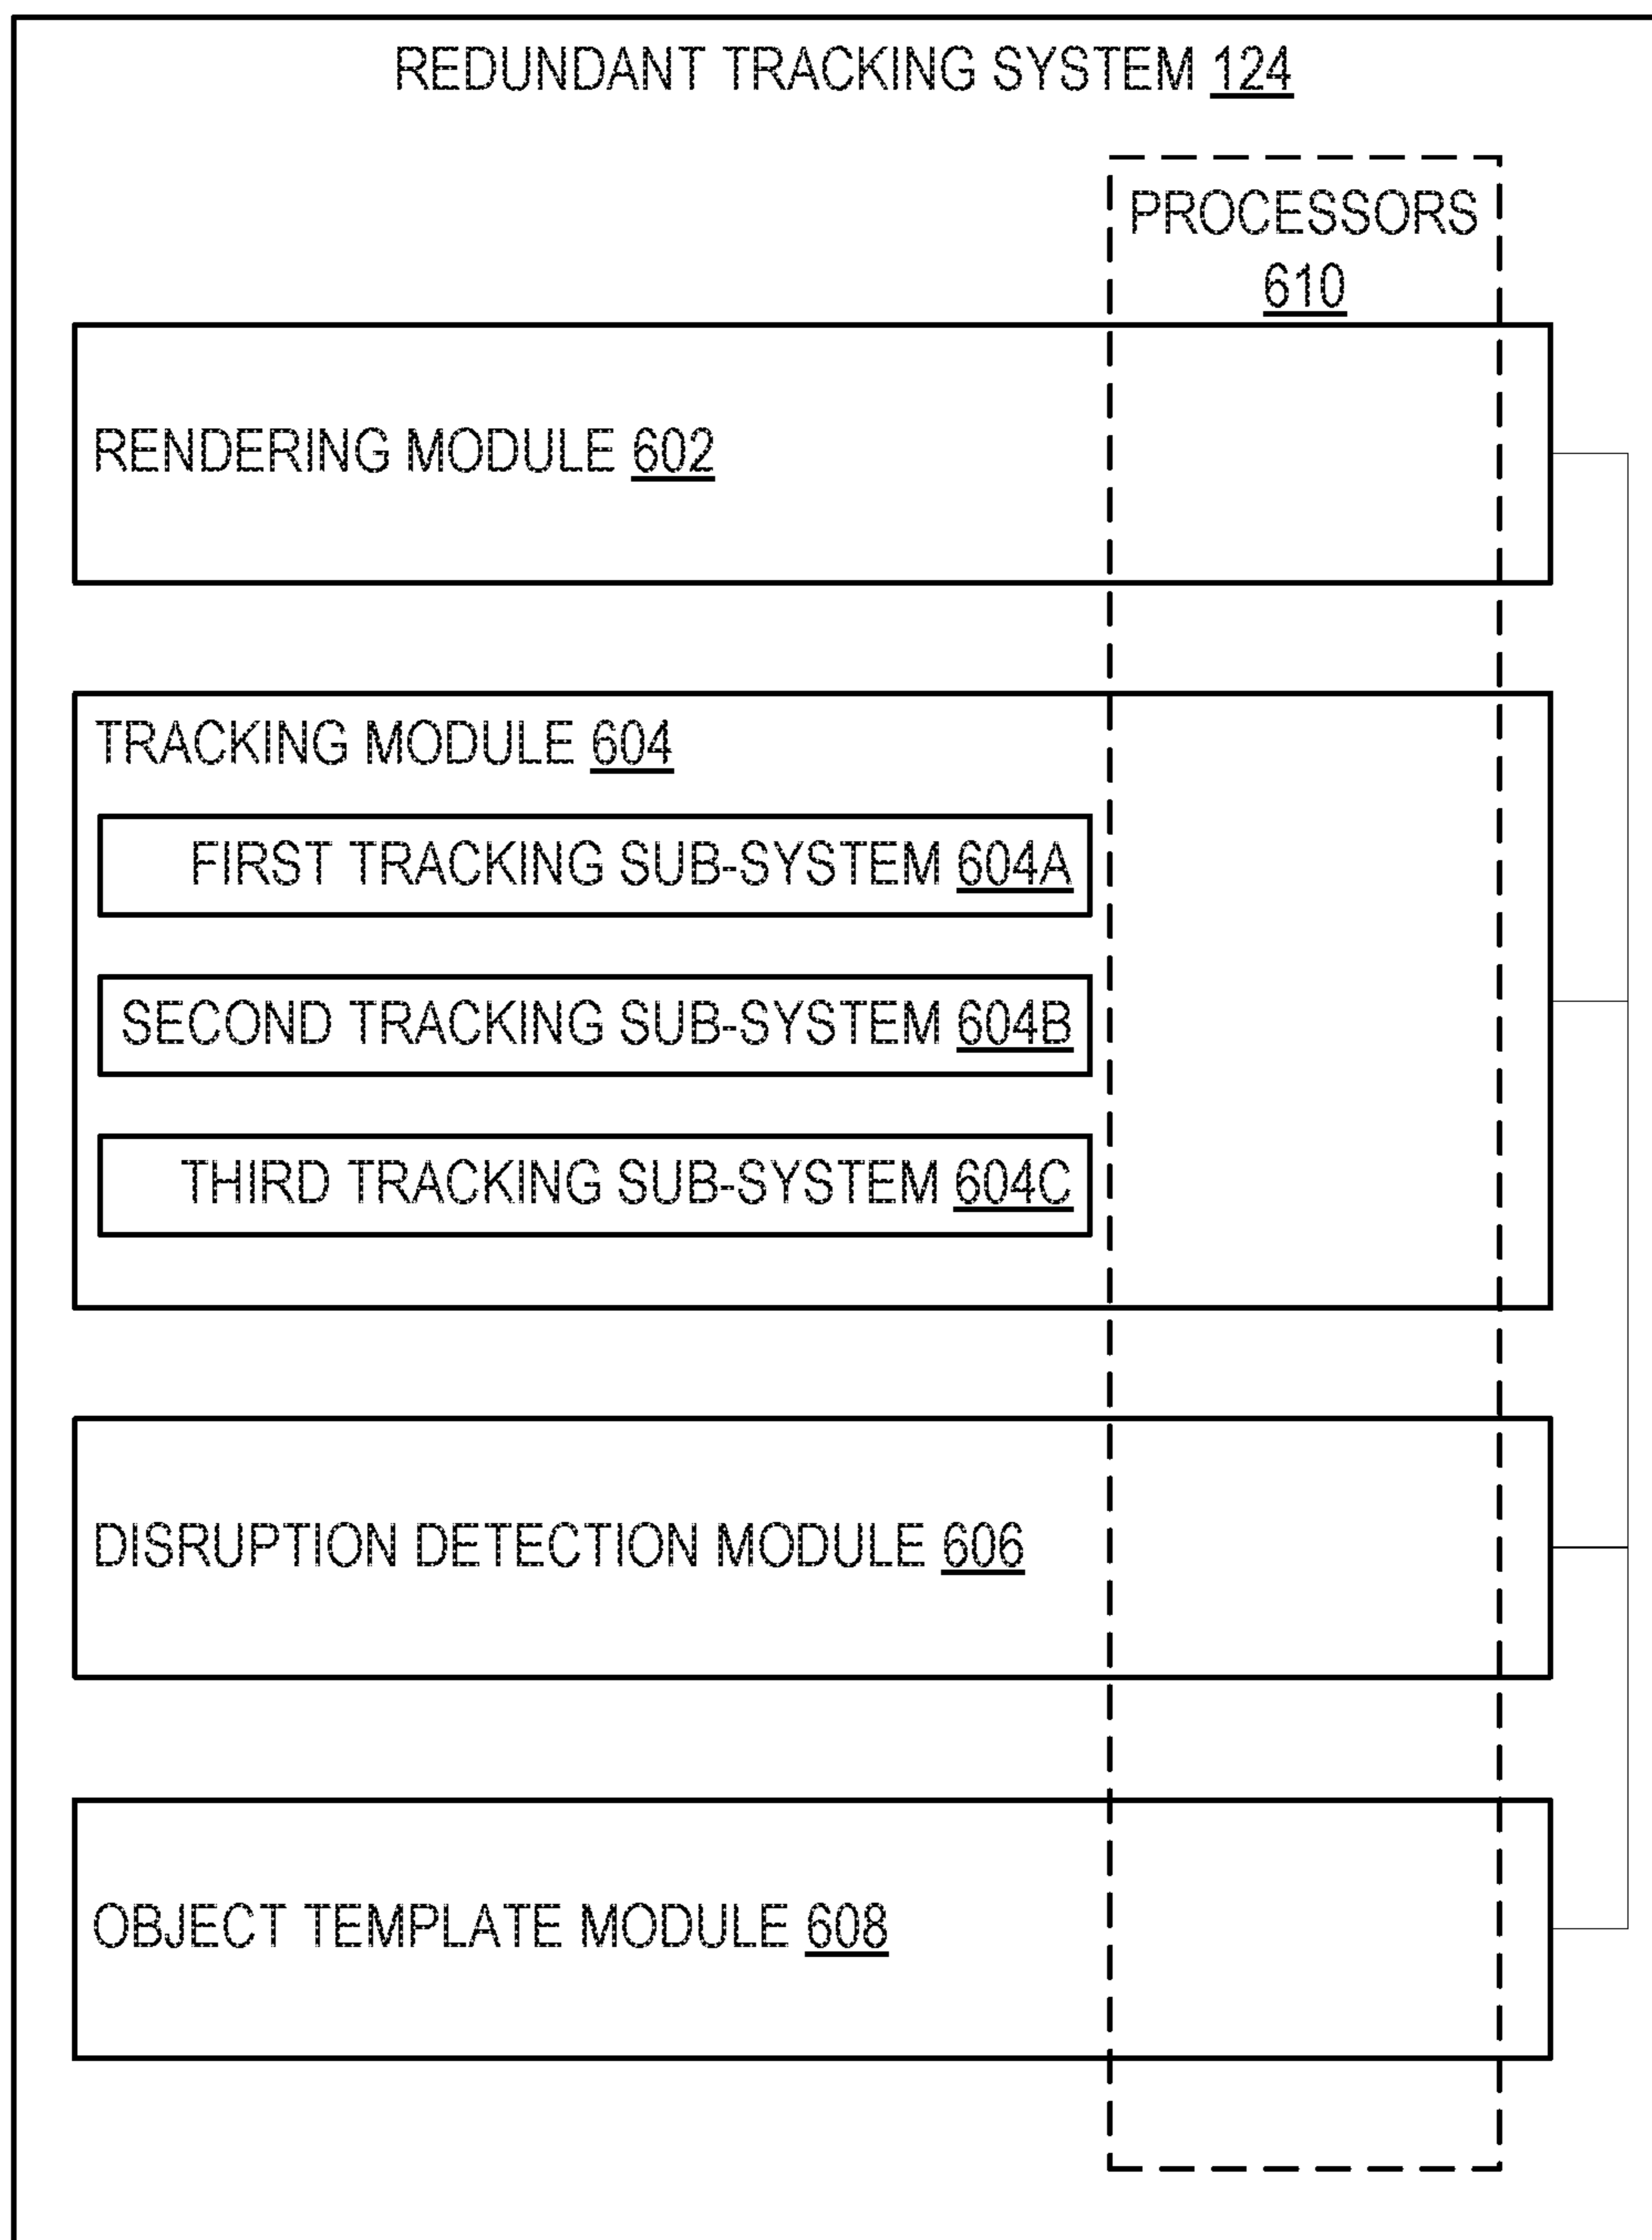 REDUNDANT TRACKING SYSTEM 124
PROCESSORS
610
RENDERING MODULE 602
TRACKING MODULE 604
FIRST TRACKING SUB-SYSTEM 604A
SECOND TRACKING SUB-SYSTEM 604B
THIRD TRACKING SUB-SYSTEM 604C
DISRUPTION DETECTION MODULE 606
OBJECT TEMPLATE MODULE 608